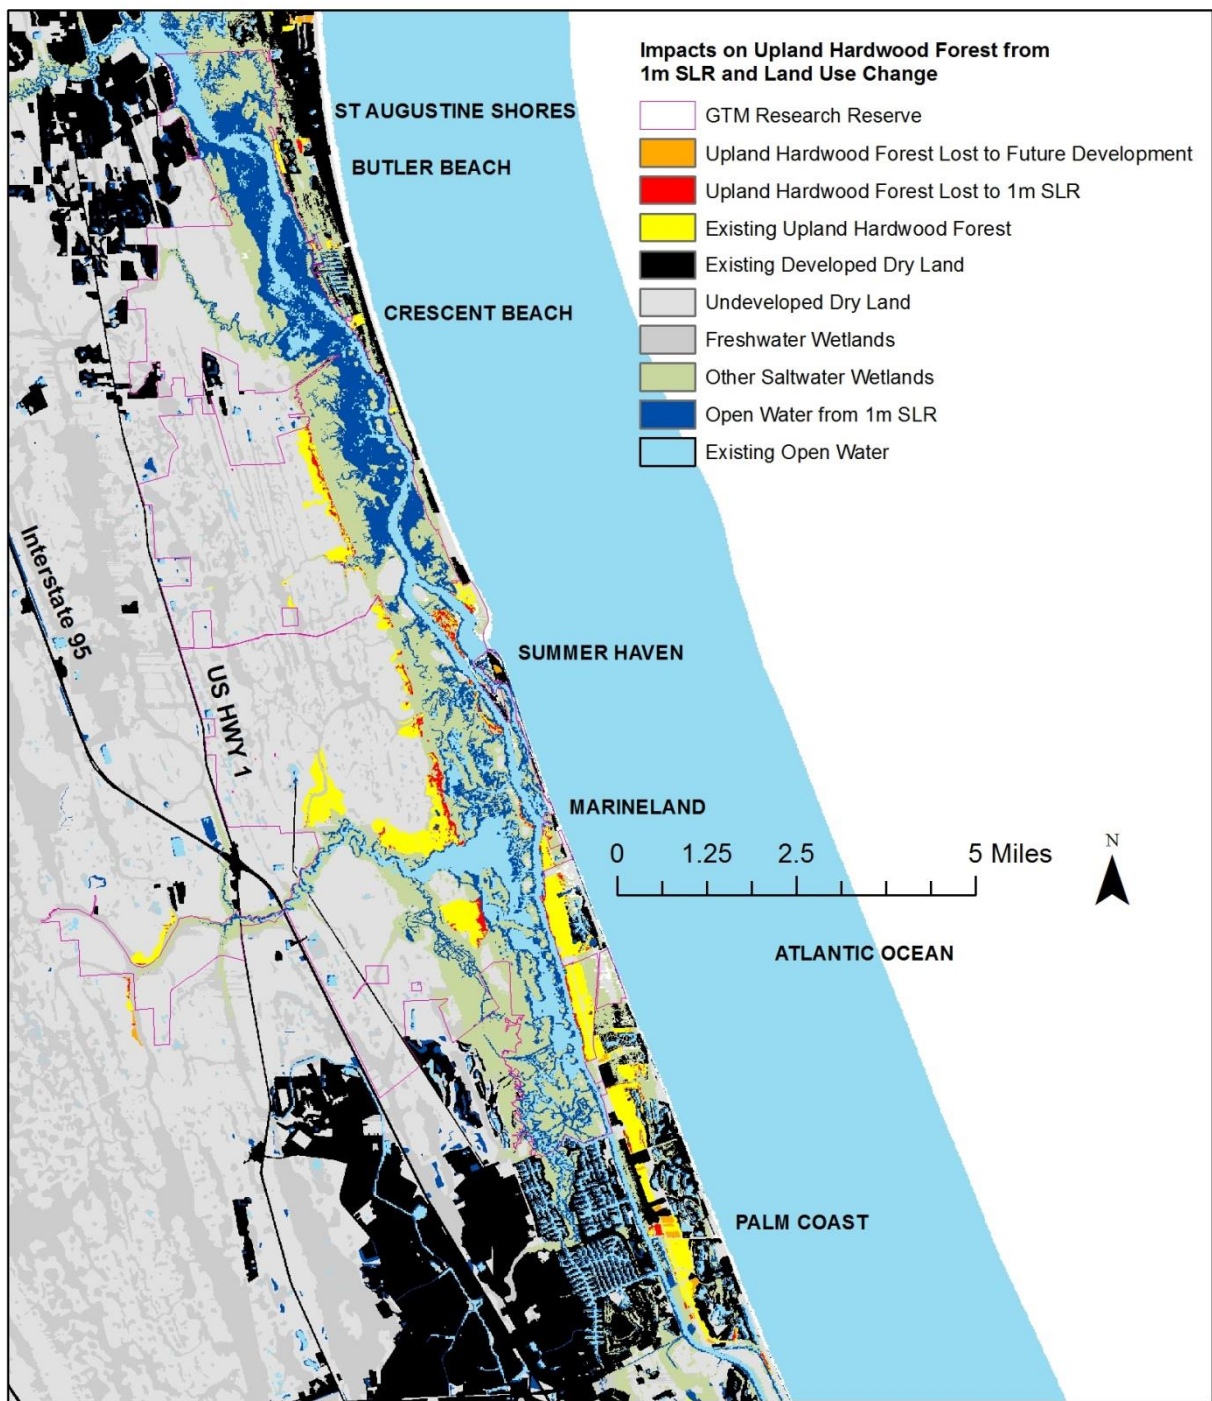 Impacts on Upland Hardwood Forest from
1m SLR and Land Use Change
GTM Research Reserve
Upland Hardwood Forest Lost to Future Development
Upland Hardwood Forest Lost to 1m SLR
Existing Upland Hardwood Forest
Existing Developed Dry Land
Undeveloped Dry Land
Freshwater Wetlands
Other Saltwater Wetlands
Open Water from 1m SLR
Existing Open Water
ST AUGUSTINE SHORES
BUTLER BEACH
CRESCENT BEACH
Interstate 95
US HWY 1
SUMMER HAVEN
MARINELAND
0 1.25 2.5 5 Miles
N
ATLANTIC OCEAN
PALM COAST